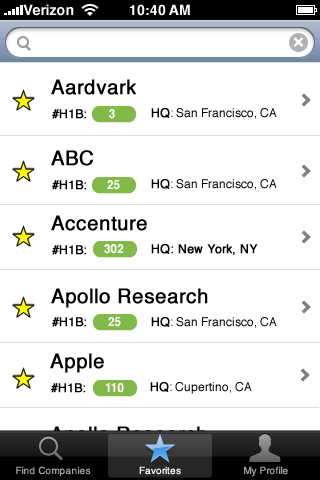 Verizon 10:40 AM
Aardvark
#H1B: 3 HQ: San Francisco, CA
ABC
#H1B: 25 HQ: San Francisco, CA
Accenture
#H1B: 302 HQ: New York, NY
Apollo Research
#H1B: 25 HQ: San Francisco, CA
Apple
#H1B: 110 HQ: Cupertino, CA
Apollo Research
Find Companies Favorites My Profile